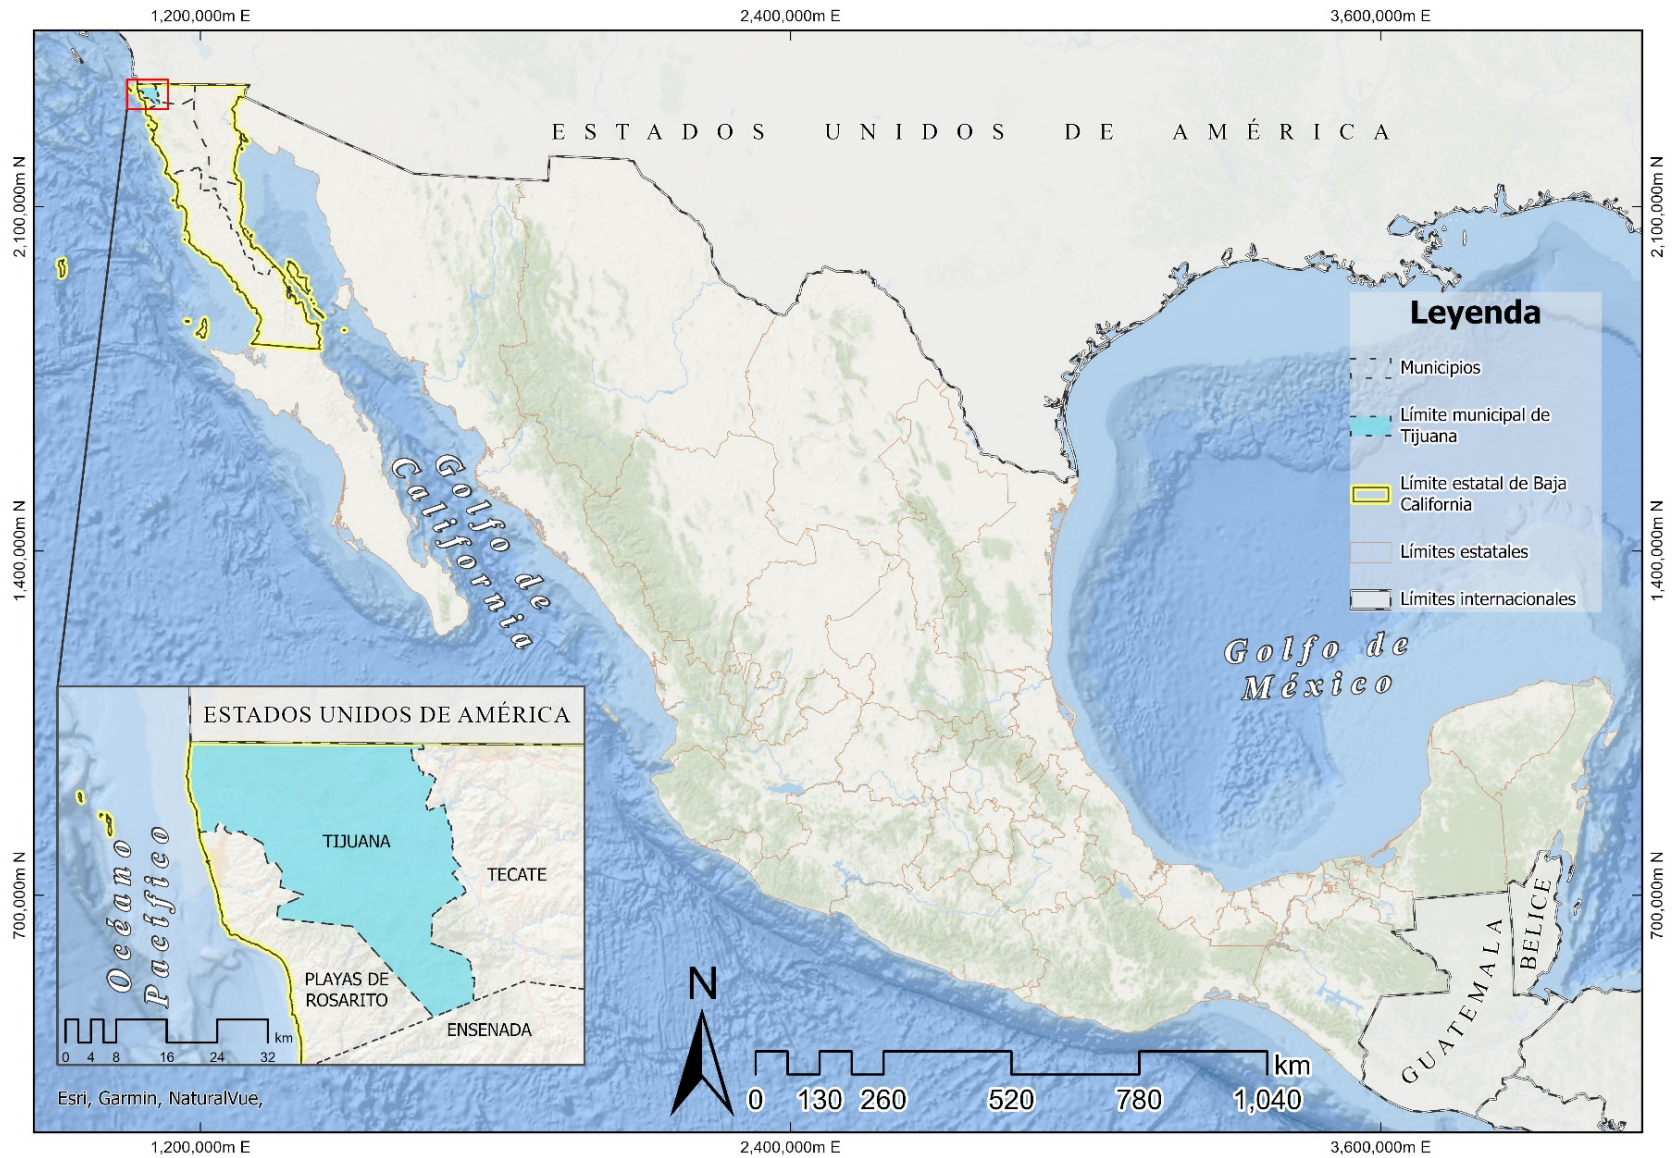 1,200,000m E
2,400,000m E
3,600,000m E
ESTADOS UNIDOS DE AMÉRICA
2,100,000m N
2,100,000m N
Leyenda
Municipios
Límite municipal de
Tijuana
Límite estatal de Baja
California
Límites estatales
Límites internacionales
Golfo de
California
1,400,000m N
1,400,000m N
Golfo de
México
ESTADOS UNIDOS DE AMÉRICA
TIJUANA
TECATE
PLAYAS DE
ROSARITO
ENSENADA
Océano
Pacífico
0 4 8 16 24 32 km
700,000m N
700,000m N
BELICE
GUATEMALA
N
km
0 130 260 520 780 1,040
Esri, Garmin, NaturalVue,
1,200,000m E
2,400,000m E
3,600,000m E